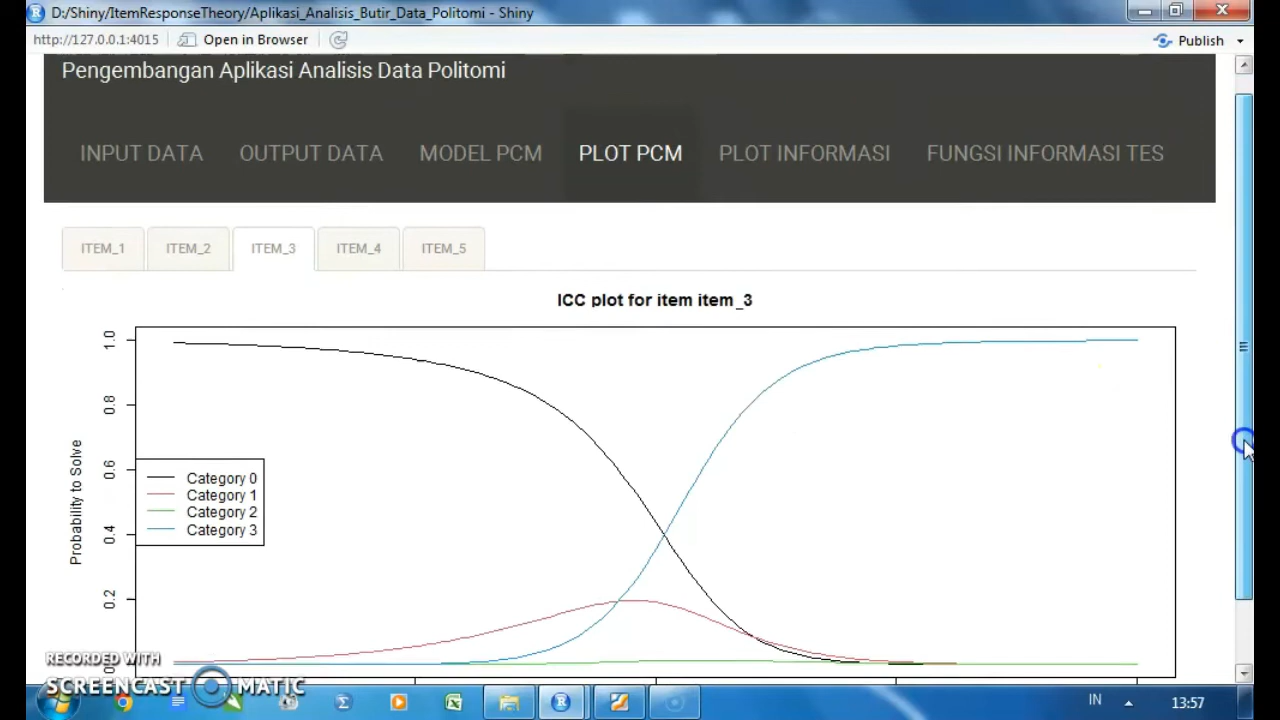 D:/Shiny/ItemResponseTheory/Aplikasi_Analisis_Butir_Data_Politomi - Shiny
http://127.0.0.1:4015 Open in Browser Publish
Pengembangan Aplikasi Analisis Data Politomi
INPUT DATA OUTPUT DATA MODEL PCM PLOT PCM PLOT INFORMASI FUNGSI INFORMASI TES
ITEM_1 ITEM_2 ITEM_3 ITEM_4 ITEM_5
ICC plot for item item_3
1.0
0.8
0.6
0.4
0.2
Probability to Solve
Category 0
Category 1
Category 2
Category 3
RECORDED WITH
SCREENCAST MATIC
IN 13:57